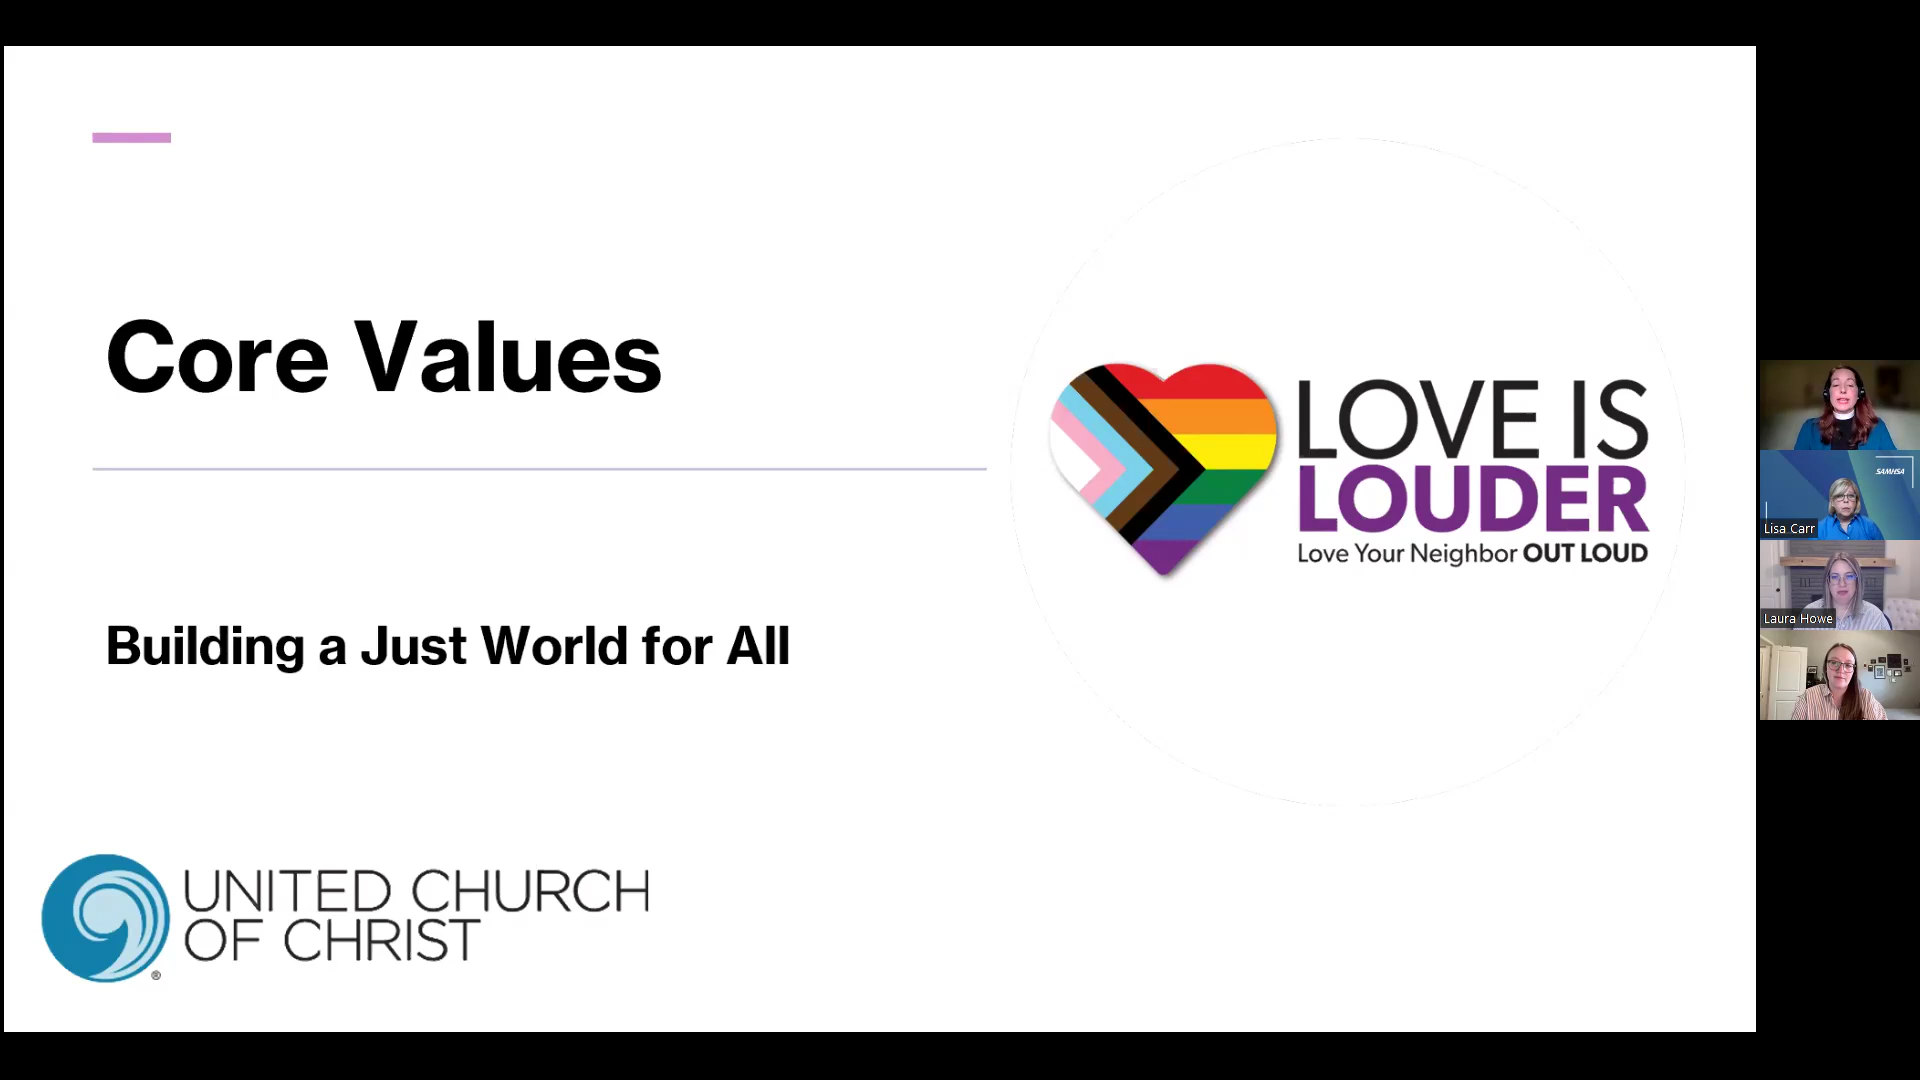 Core Values
Building a Just World for All
LOVE IS
LOUDER
Love Your Neighbor OUT LOUD
UNITED CHURCH
OF CHRIST
®
SAMHSA
Lisa Carr
Laura Howe